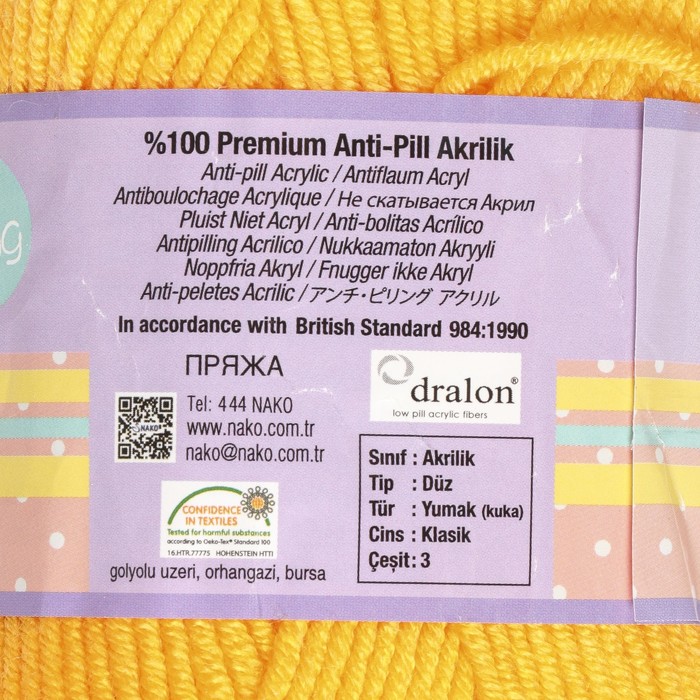 %100 Premium Anti-Pill Akrilik
Anti-pill Acrylic / Antiflaum Acryl
Antiboulochage Acrylique / Не скатывается Акрил
Pluist Niet Acryl / Anti-bolitas Acrílico
Antipilling Acrilico / Nukkaamaton Akryyli
Noppfria Akryl / Fnugger ikke Akryl
Anti-peletes Acrilic / アンチ・ピリング アクリル
In accordance with British Standard 984:1990
ПРЯЖА
Tel: 4 44 NAKO
www.nako.com.tr
nako@nako.com.tr
NAKO
CONFIDENCE
IN TEXTILES
Tested for harmful substances
according to Oeko-Tex® Standard 100
16.HTR.77775 HOHENSTEIN HTTI
golyolu uzeri, orhangazi, bursa
dralon®
low pill acrylic fibers
Sınıf : Akrilik
Tip : Düz
Tür : Yumak (kuka)
Cins : Klasik
Çeşit: 3